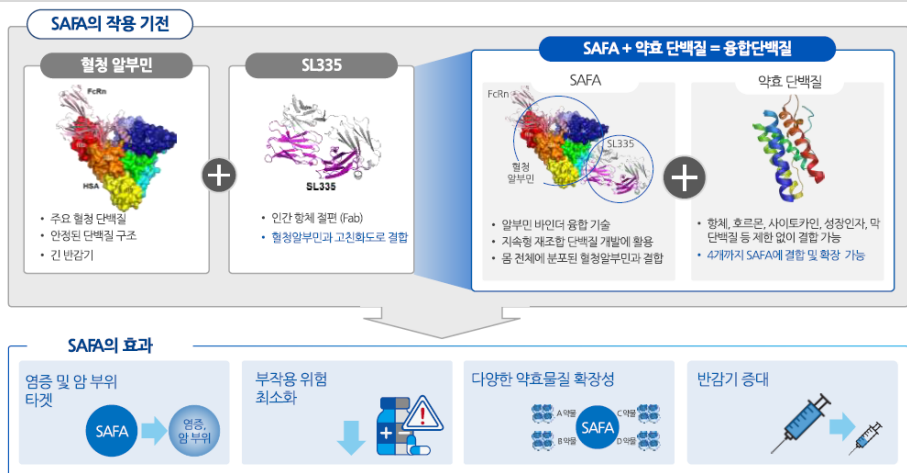 SAFA의 작용 기전
혈청 알부민
FcRn
HSA
• 주요 혈청 단백질
• 안정된 단백질 구조
• 긴 반감기
SL335
SL335
• 인간 항체 절편 (Fab)
• 혈청알부민과 고친화도로 결합
SAFA + 약효 단백질 = 융합단백질
SAFA
FcRn
SL335
혈청
알부민
• 알부민 바인더 융합 기술
• 지속형 재조합 단백질 개발에 활용
• 몸 전체에 분포된 혈청알부민과 결합
약효 단백질
• 항체, 호르몬, 사이토카인, 성장인자, 막
단백질 등 제한 없이 결합 가능
• 4개까지 SAFA에 결합 및 확장 가능
SAFA의 효과
염증 및 암 부위
타겟
SAFA
염증,
암 부위
부작용 위험
최소화
다양한 약효물질 확장성
A 약물
C 약물
SAFA
B 약물
D 약물
반감기 증대